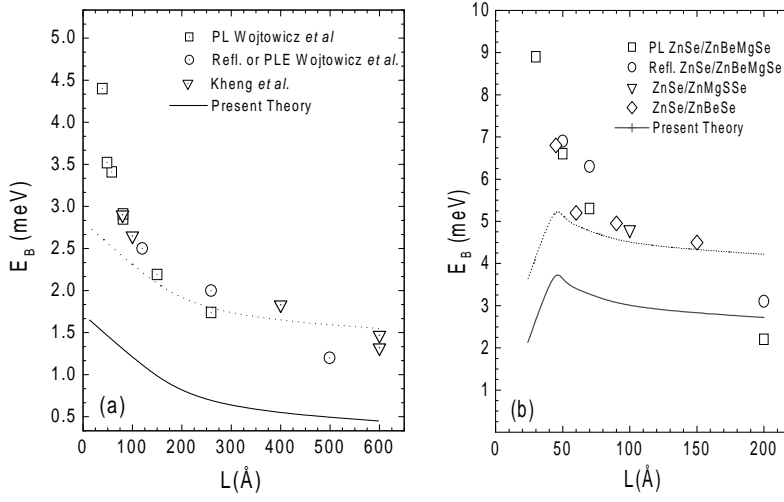 PL Wojtowicz et al
Refl. or PLE Wojtowicz et al.
Kheng et al.
Present Theory
5.0
4.5
4.0
3.5
3.0
2.5
2.0
1.5
1.0
0.5
E_B (meV)
(a)
0 100 200 300 400 500 600
L(Å)
PL ZnSe/ZnBeMgSe
Refl. ZnSe/ZnBeMgSe
ZnSe/ZnMgSSe
ZnSe/ZnBeSe
Present Theory
10
9
8
7
6
5
4
3
2
1
E_B (meV)
(b)
0 50 100 150 200
L(Å)